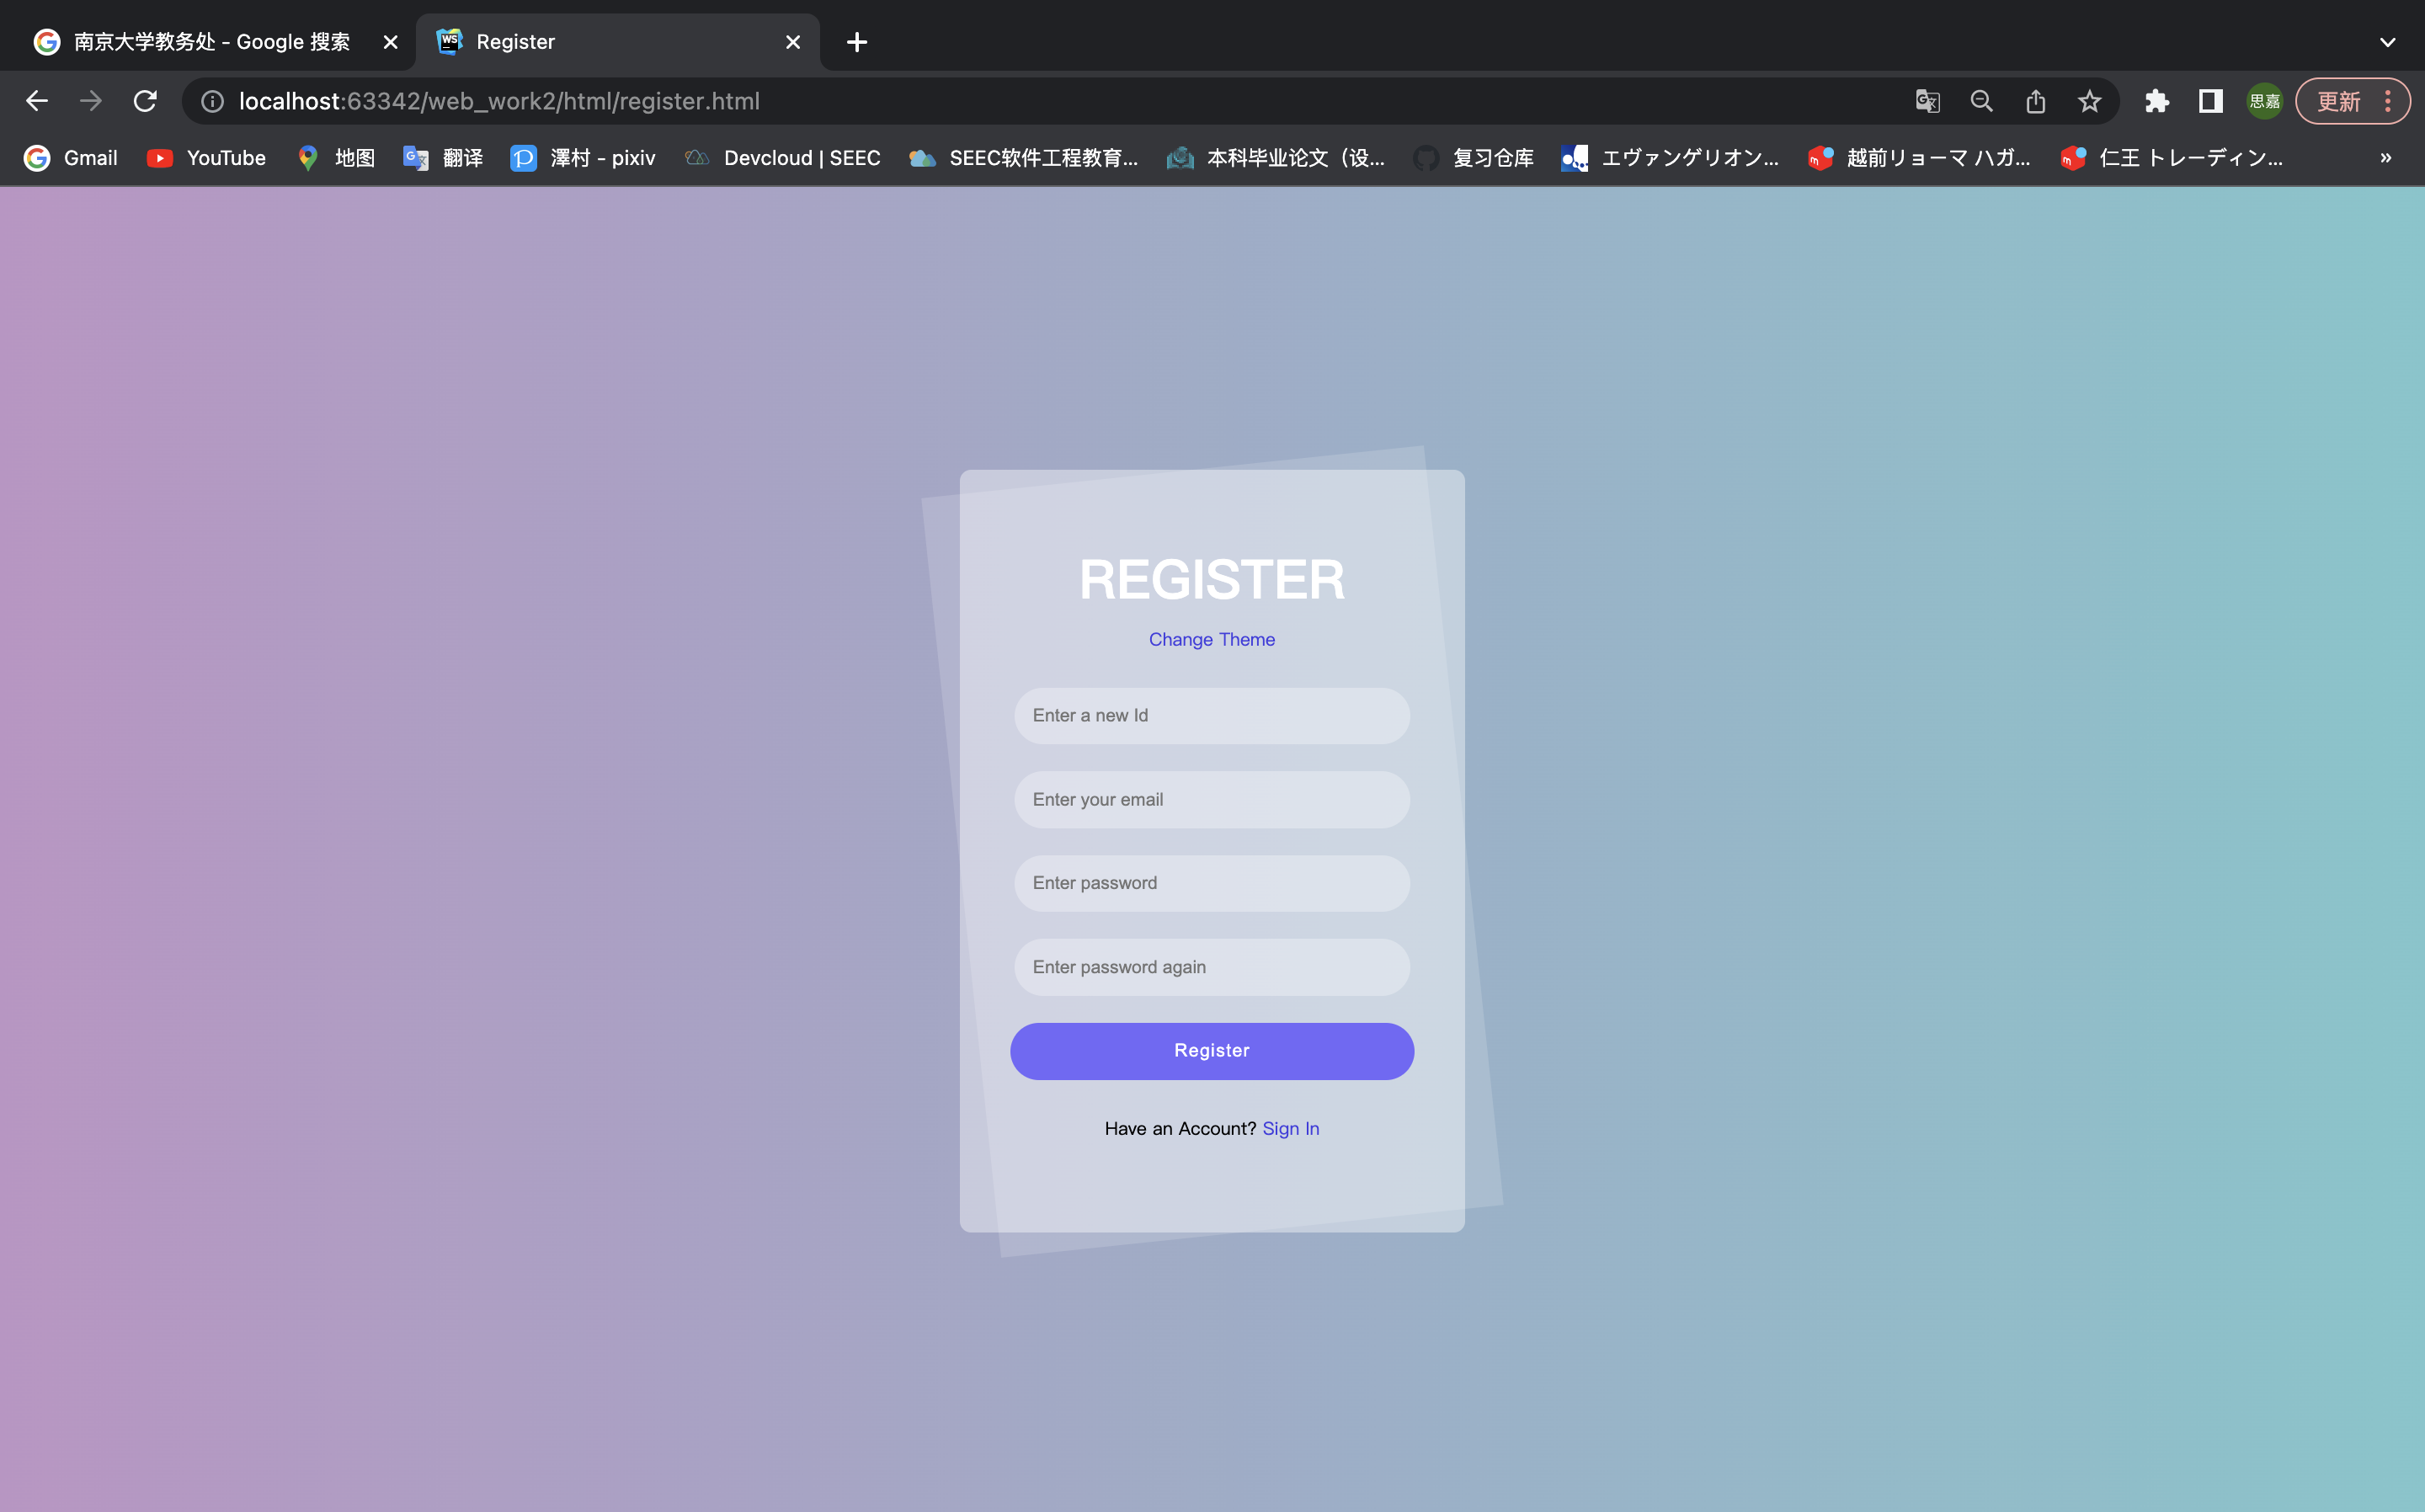 南京大学教务处 - Google 搜索
WS
Register
localhost:63342/web_work2/html/register.html
思嘉
更新
Gmail
YouTube
地图
翻译
澤村 - pixiv
Devcloud | SEEC
SEEC软件工程教育...
本科毕业论文（设...
复习仓库
エヴァンゲリオン...
越前リョーマ ハガ...
仁王 トレーディン...
REGISTER
Change Theme
Enter a new Id
Enter your email
Enter password
Enter password again
Register
Have an Account? Sign In